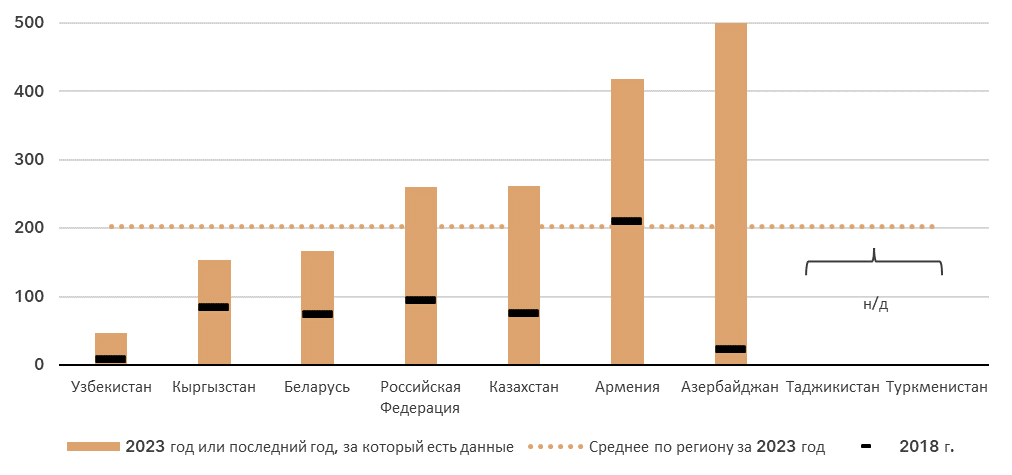 500
400
300
200
100
0
н/д
Узбекистан Кыргызстан Беларусь Российская Федерация Казахстан Армения Азербайджан Таджикистан Туркменистан
2023 год или последний год, за который есть данные Среднее по региону за 2023 год 2018 г.